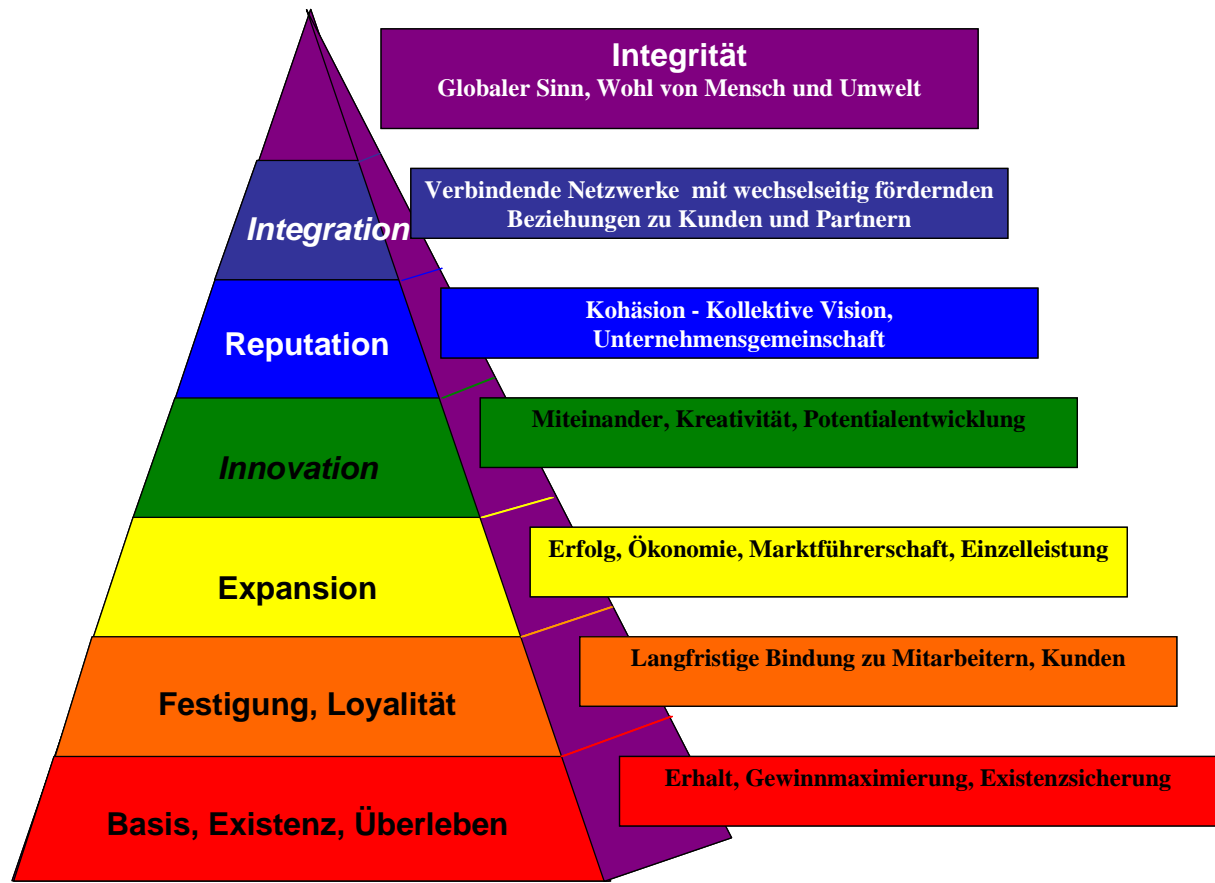 Integrität
Globaler Sinn, Wohl von Mensch und Umwelt
Integration
Verbindende Netzwerke mit wechselseitig fördernden
Beziehungen zu Kunden und Partnern
Reputation
Kohäsion - Kollektive Vision,
Unternehmensgemeinschaft
Innovation
Miteinander, Kreativität, Potentialentwicklung
Expansion
Erfolg, Ökonomie, Marktführerschaft, Einzelleistung
Festigung, Loyalität
Langfristige Bindung zu Mitarbeitern, Kunden
Basis, Existenz, Überleben
Erhalt, Gewinnmaximierung, Existenzsicherung